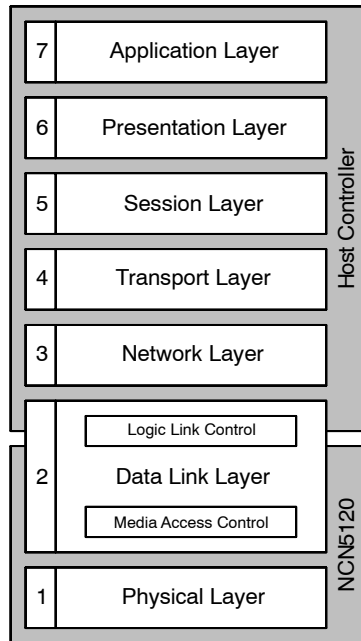 7 Application Layer
6 Presentation Layer
5 Session Layer
4 Transport Layer
3 Network Layer
Host Controller
Logic Link Control
2 Data Link Layer
Media Access Control
1 Physical Layer
NCN5120